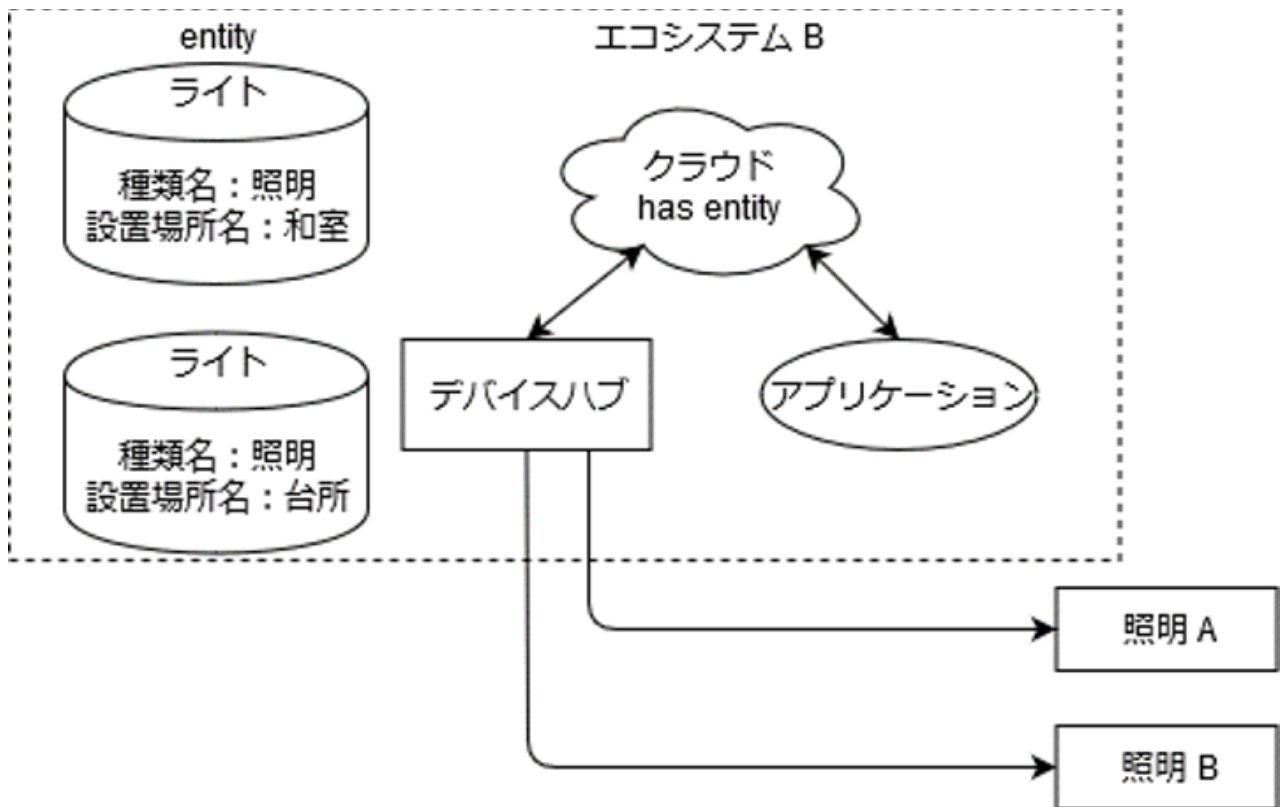 entity
エコシステム B
ライト
種類名：照明
設置場所名：和室
クラウド
has entity
ライト
種類名：照明
設置場所名：台所
デバイスハブ
アプリケーション
照明 A
照明 B